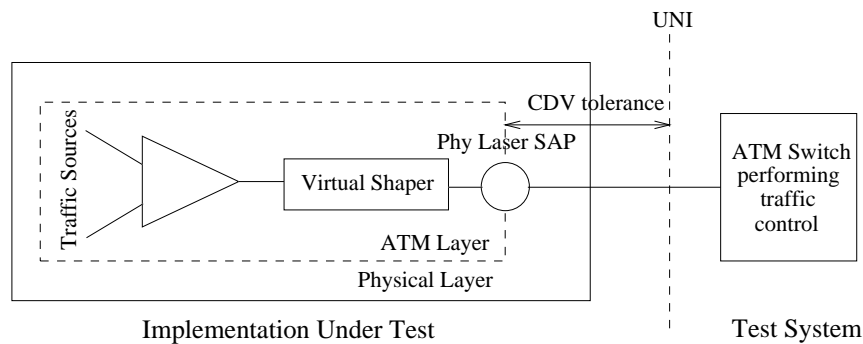 UNI
CDV tolerance
Phy Laser SAP
Traffic Sources
Virtual Shaper
ATM Switch
performing
traffic
control
ATM Layer
Physical Layer
Implementation Under Test
Test System